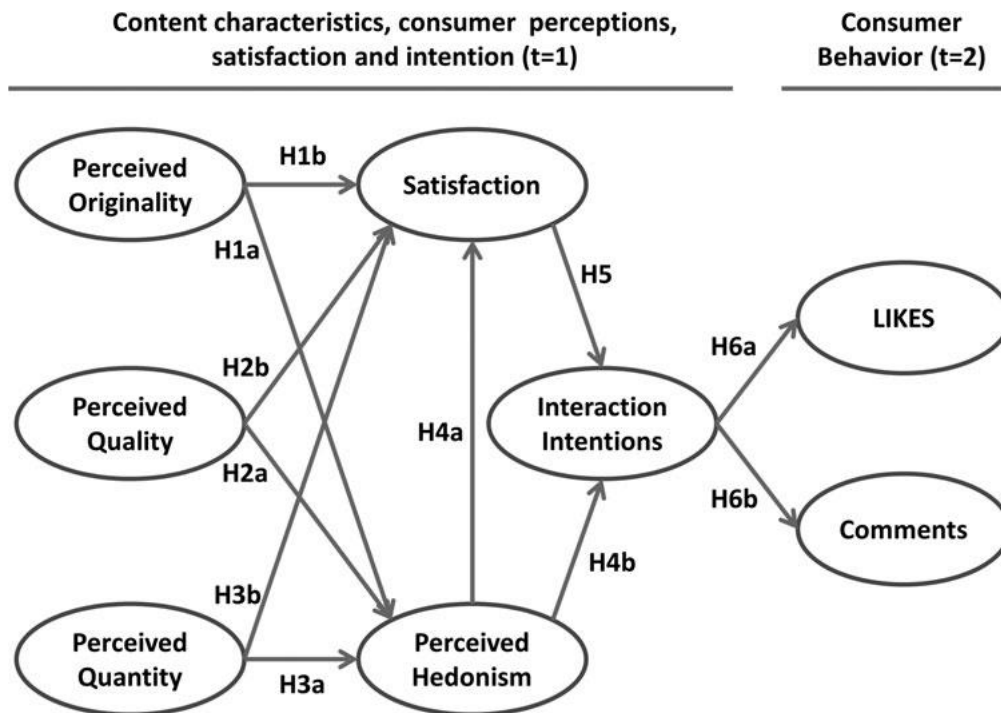 Content characteristics, consumer perceptions,
satisfaction and intention (t=1)
Consumer
Behavior (t=2)
Perceived
Originality
H1b
Satisfaction
H1a
H5
LIKES
H2b
H6a
Perceived
Quality
H4a
Interaction
Intentions
H2a
H6b
Comments
H4b
H3b
Perceived
Quantity
H3a
Perceived
Hedonism